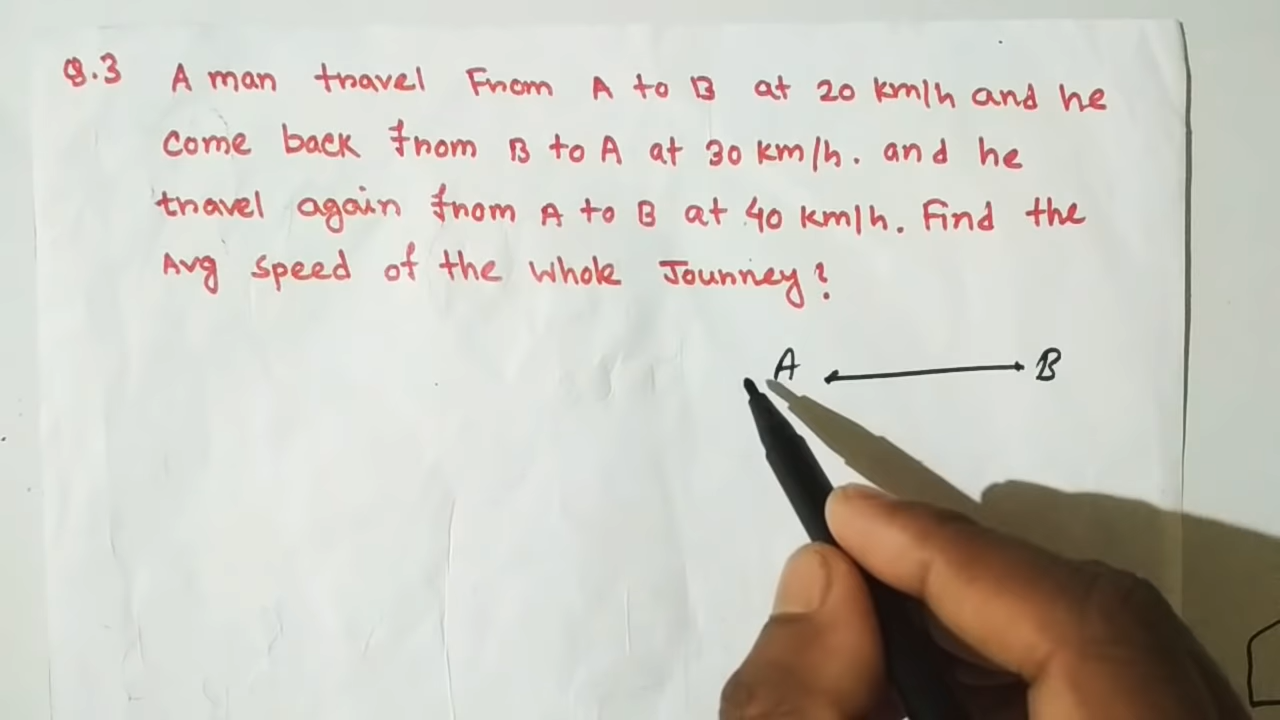 Q.3 A man travel From A to B at 20 km/h and he
come back from B to A at 30 km/h. and he
travel again from A to B at 40 km/h. Find the
Avg speed of the whole Journey?
A B